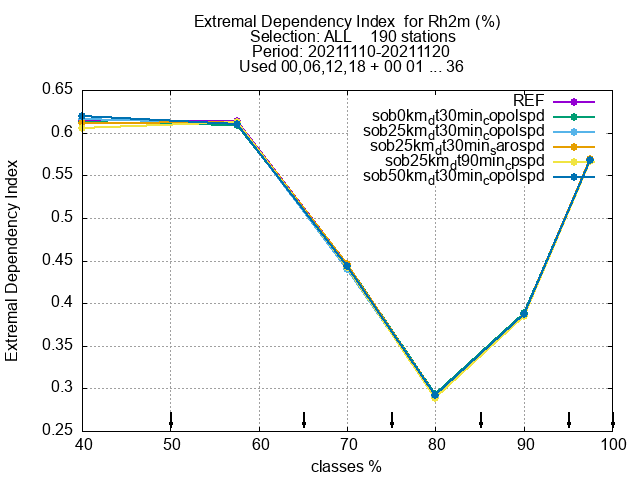 Extremal Dependency Index  for Rh2m (%)
Selection: ALL    190 stations
Period: 20211110-20211120
Used 00,06,12,18 + 00 01 ... 36
REF
sob0km_dt30min_copolspd
sob25km_dt30min_copolspd
sob25km_dt30min_sarospd
sob25km_dt90min_cpspd
sob50km_dt30min_copolspd
Extremal Dependency Index
0.65
0.6
0.55
0.5
0.45
0.4
0.35
0.3
0.25
40 50 60 70 80 90 100
classes %